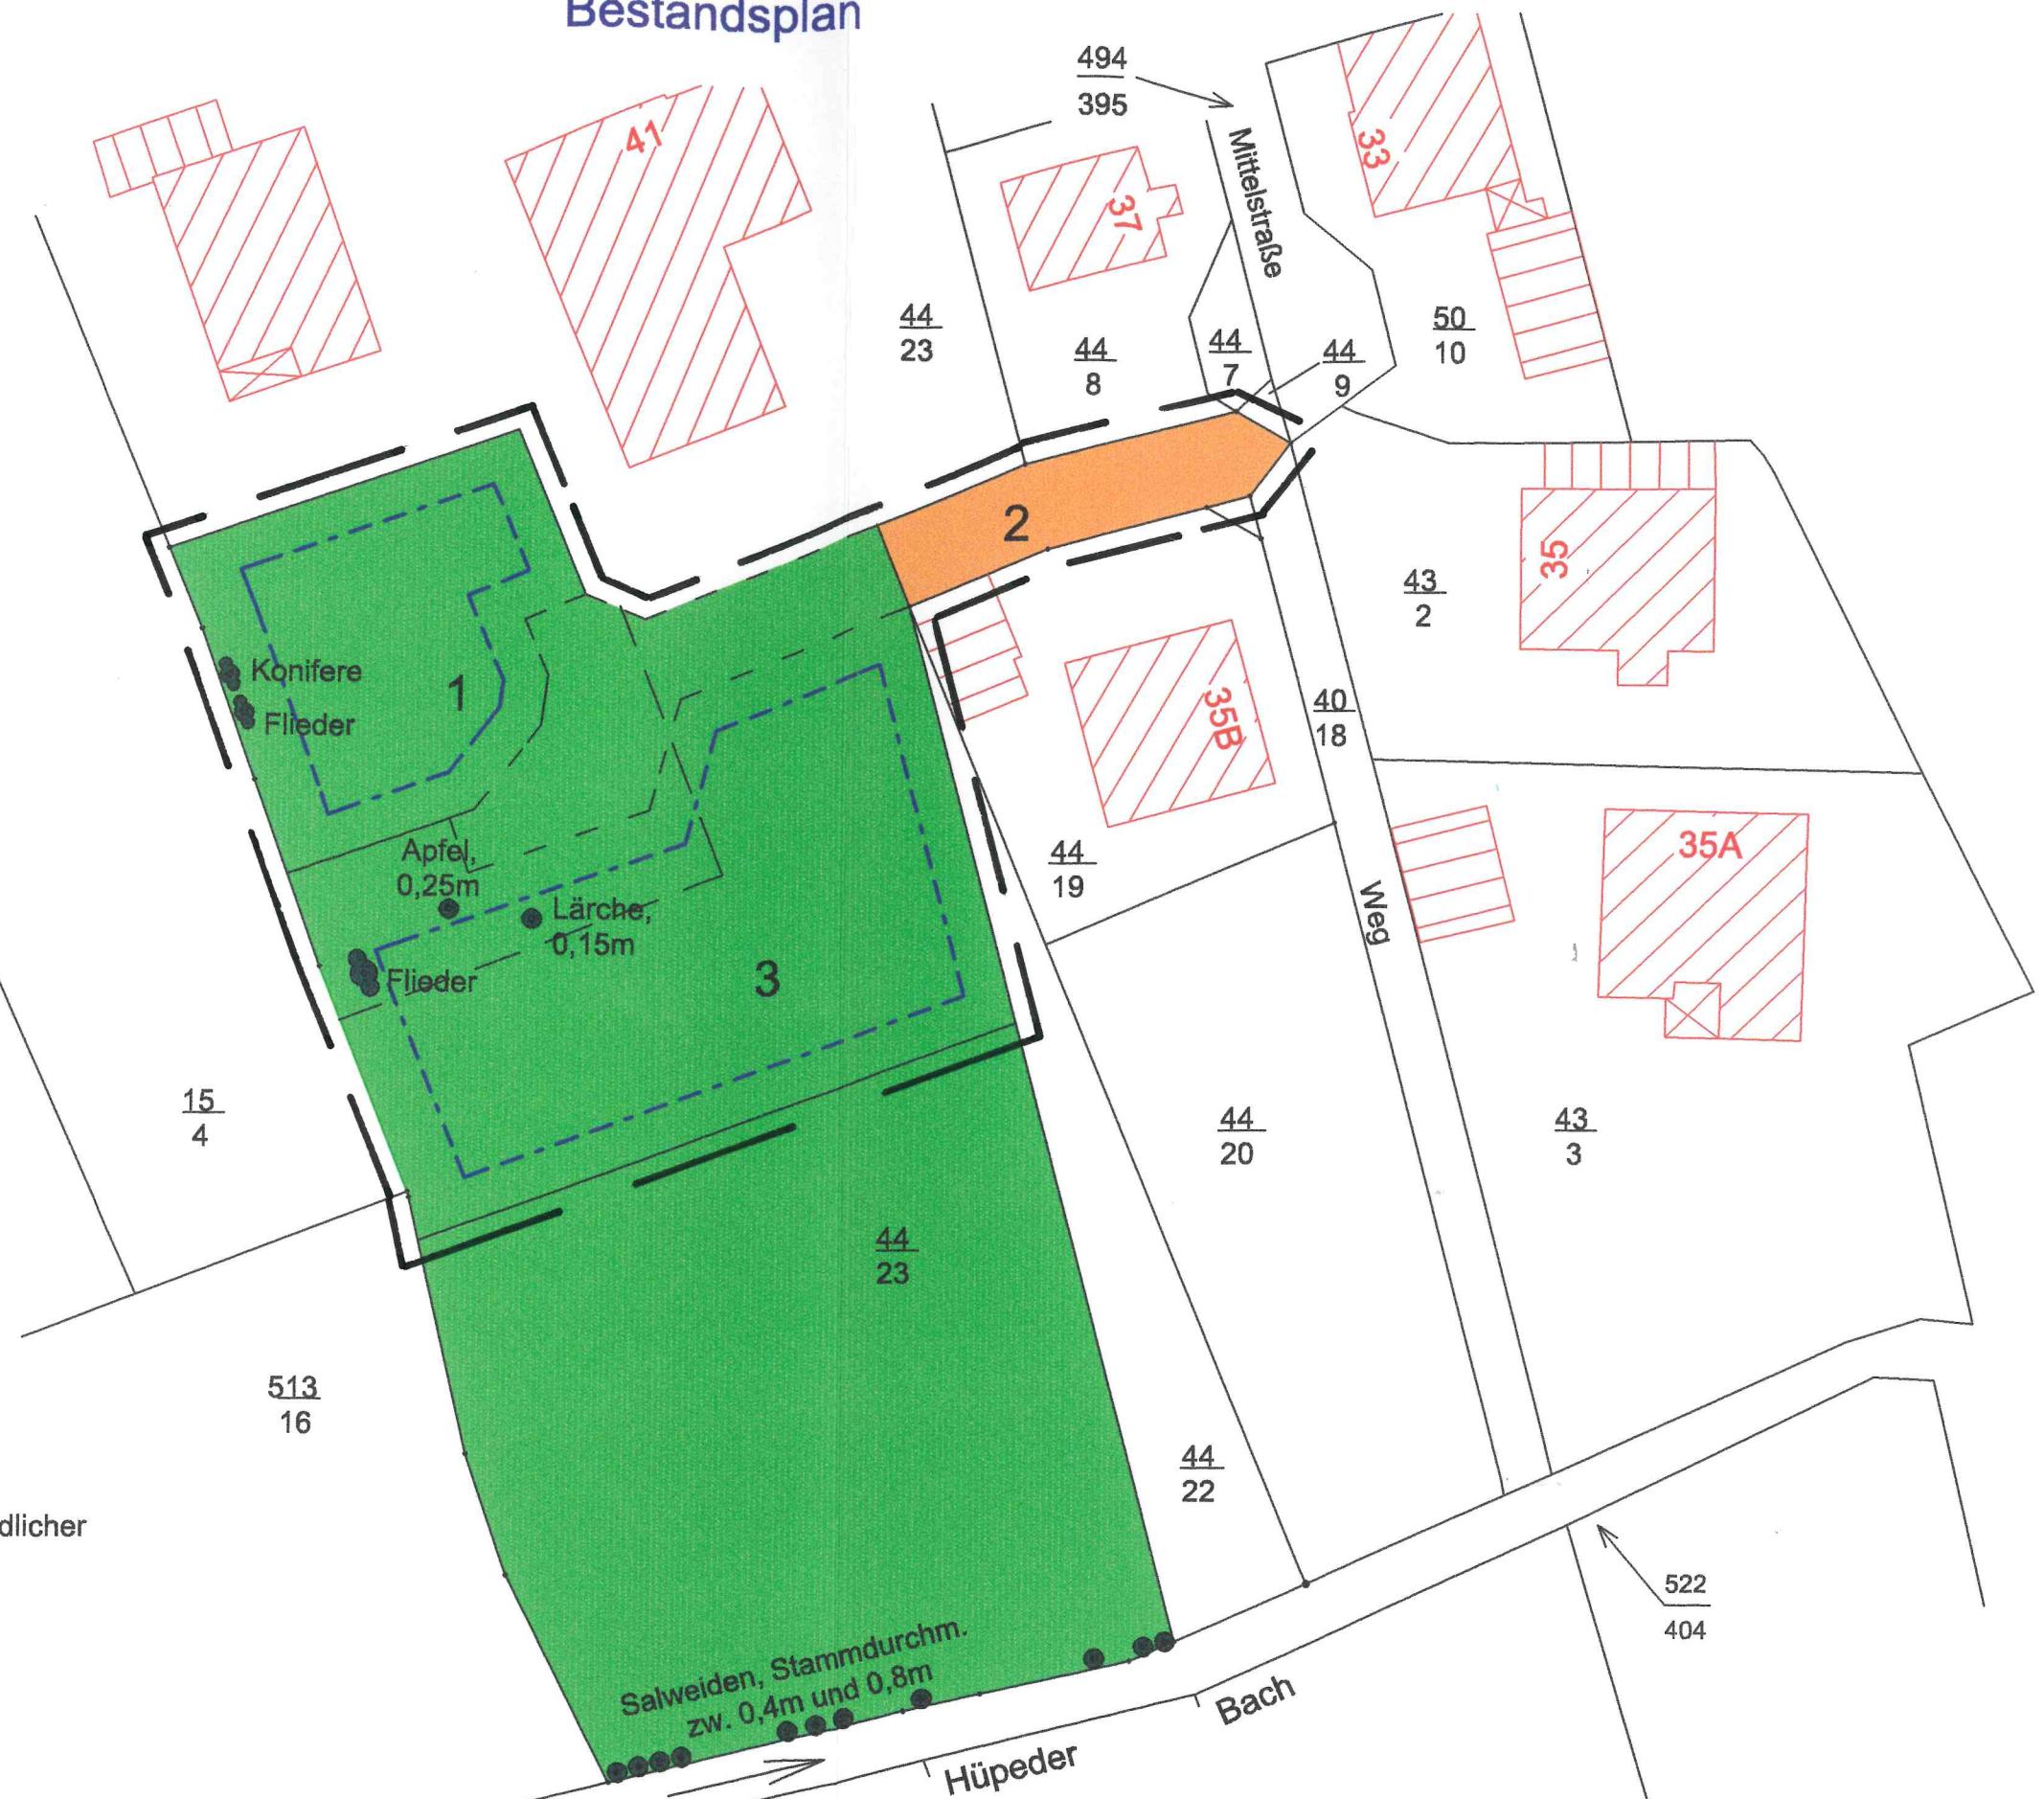 Bestandsplan
494
395
Mittelstraße
41
33
37
44
23
44
8
44
7
44
9
50
10
2
35
43
2
Konifere
1
Flieder
35B
40
18
Apfel,
0,25m
Lärche,
0,15m
Flieder
3
44
19
35A
Weg
15
4
44
20
43
3
44
23
513
16
44
22
dlicher
522
404
Salweiden, Stammdurchm.
zw. 0,4m und 0,8m
Bach
Hüpeder